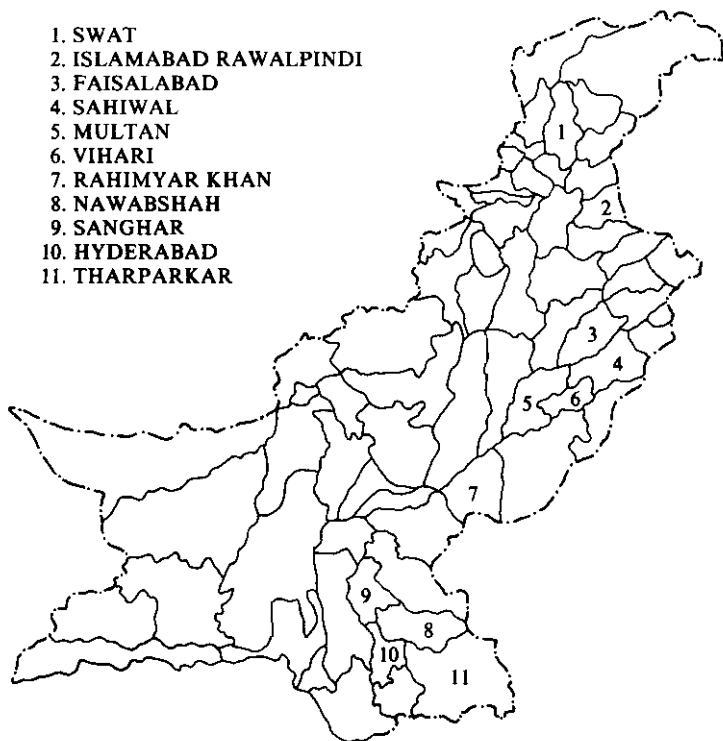 1. SWAT
2. ISLAMABAD RAWALPINDI
3. FAISALABAD
4. SAHIWAL
5. MULTAN
6. VIHARI
7. RAHIMYAR KHAN
8. NAWABSHAH
9. SANGHAR
10. HYDERABAD
11. THARPARKAR
1
2
3
4
5
6
7
9
8
10
11